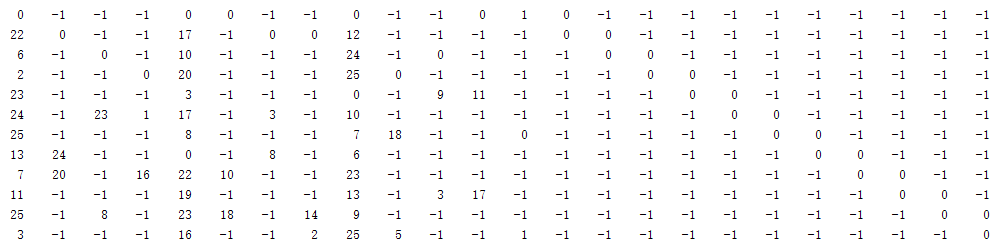 0 -1 -1 -1 0 0 -1 -1 0 -1 -1 0 1 0 -1 -1 -1 -1 -1 -1 -1 -1 -1 -1
22 0 -1 -1 17 -1 0 0 12 -1 -1 -1 -1 0 0 -1 -1 -1 -1 -1 -1 -1 -1 -1
6 -1 0 -1 10 -1 -1 -1 24 -1 0 -1 -1 -1 0 0 -1 -1 -1 -1 -1 -1 -1 -1
2 -1 -1 0 20 -1 -1 -1 25 0 -1 -1 -1 -1 -1 0 0 -1 -1 -1 -1 -1 -1 -1
23 -1 -1 -1 3 -1 -1 -1 0 -1 9 11 -1 -1 -1 -1 0 0 -1 -1 -1 -1 -1 -1
24 -1 23 1 17 -1 3 -1 10 -1 -1 -1 -1 -1 -1 -1 -1 0 0 -1 -1 -1 -1 -1
25 -1 -1 -1 8 -1 -1 -1 7 18 -1 -1 0 -1 -1 -1 -1 -1 0 0 -1 -1 -1 -1
13 24 -1 -1 0 -1 8 -1 6 -1 -1 -1 -1 -1 -1 -1 -1 -1 -1 0 0 -1 -1 -1
7 20 -1 16 22 10 -1 -1 23 -1 -1 -1 -1 -1 -1 -1 -1 -1 -1 -1 0 0 -1 -1
11 -1 -1 -1 19 -1 -1 -1 13 -1 3 17 -1 -1 -1 -1 -1 -1 -1 -1 -1 0 0 -1
25 -1 8 -1 23 18 -1 14 9 -1 -1 -1 -1 -1 -1 -1 -1 -1 -1 -1 -1 -1 0 0
3 -1 -1 -1 16 -1 -1 2 25 5 -1 -1 1 -1 -1 -1 -1 -1 -1 -1 -1 -1 -1 0